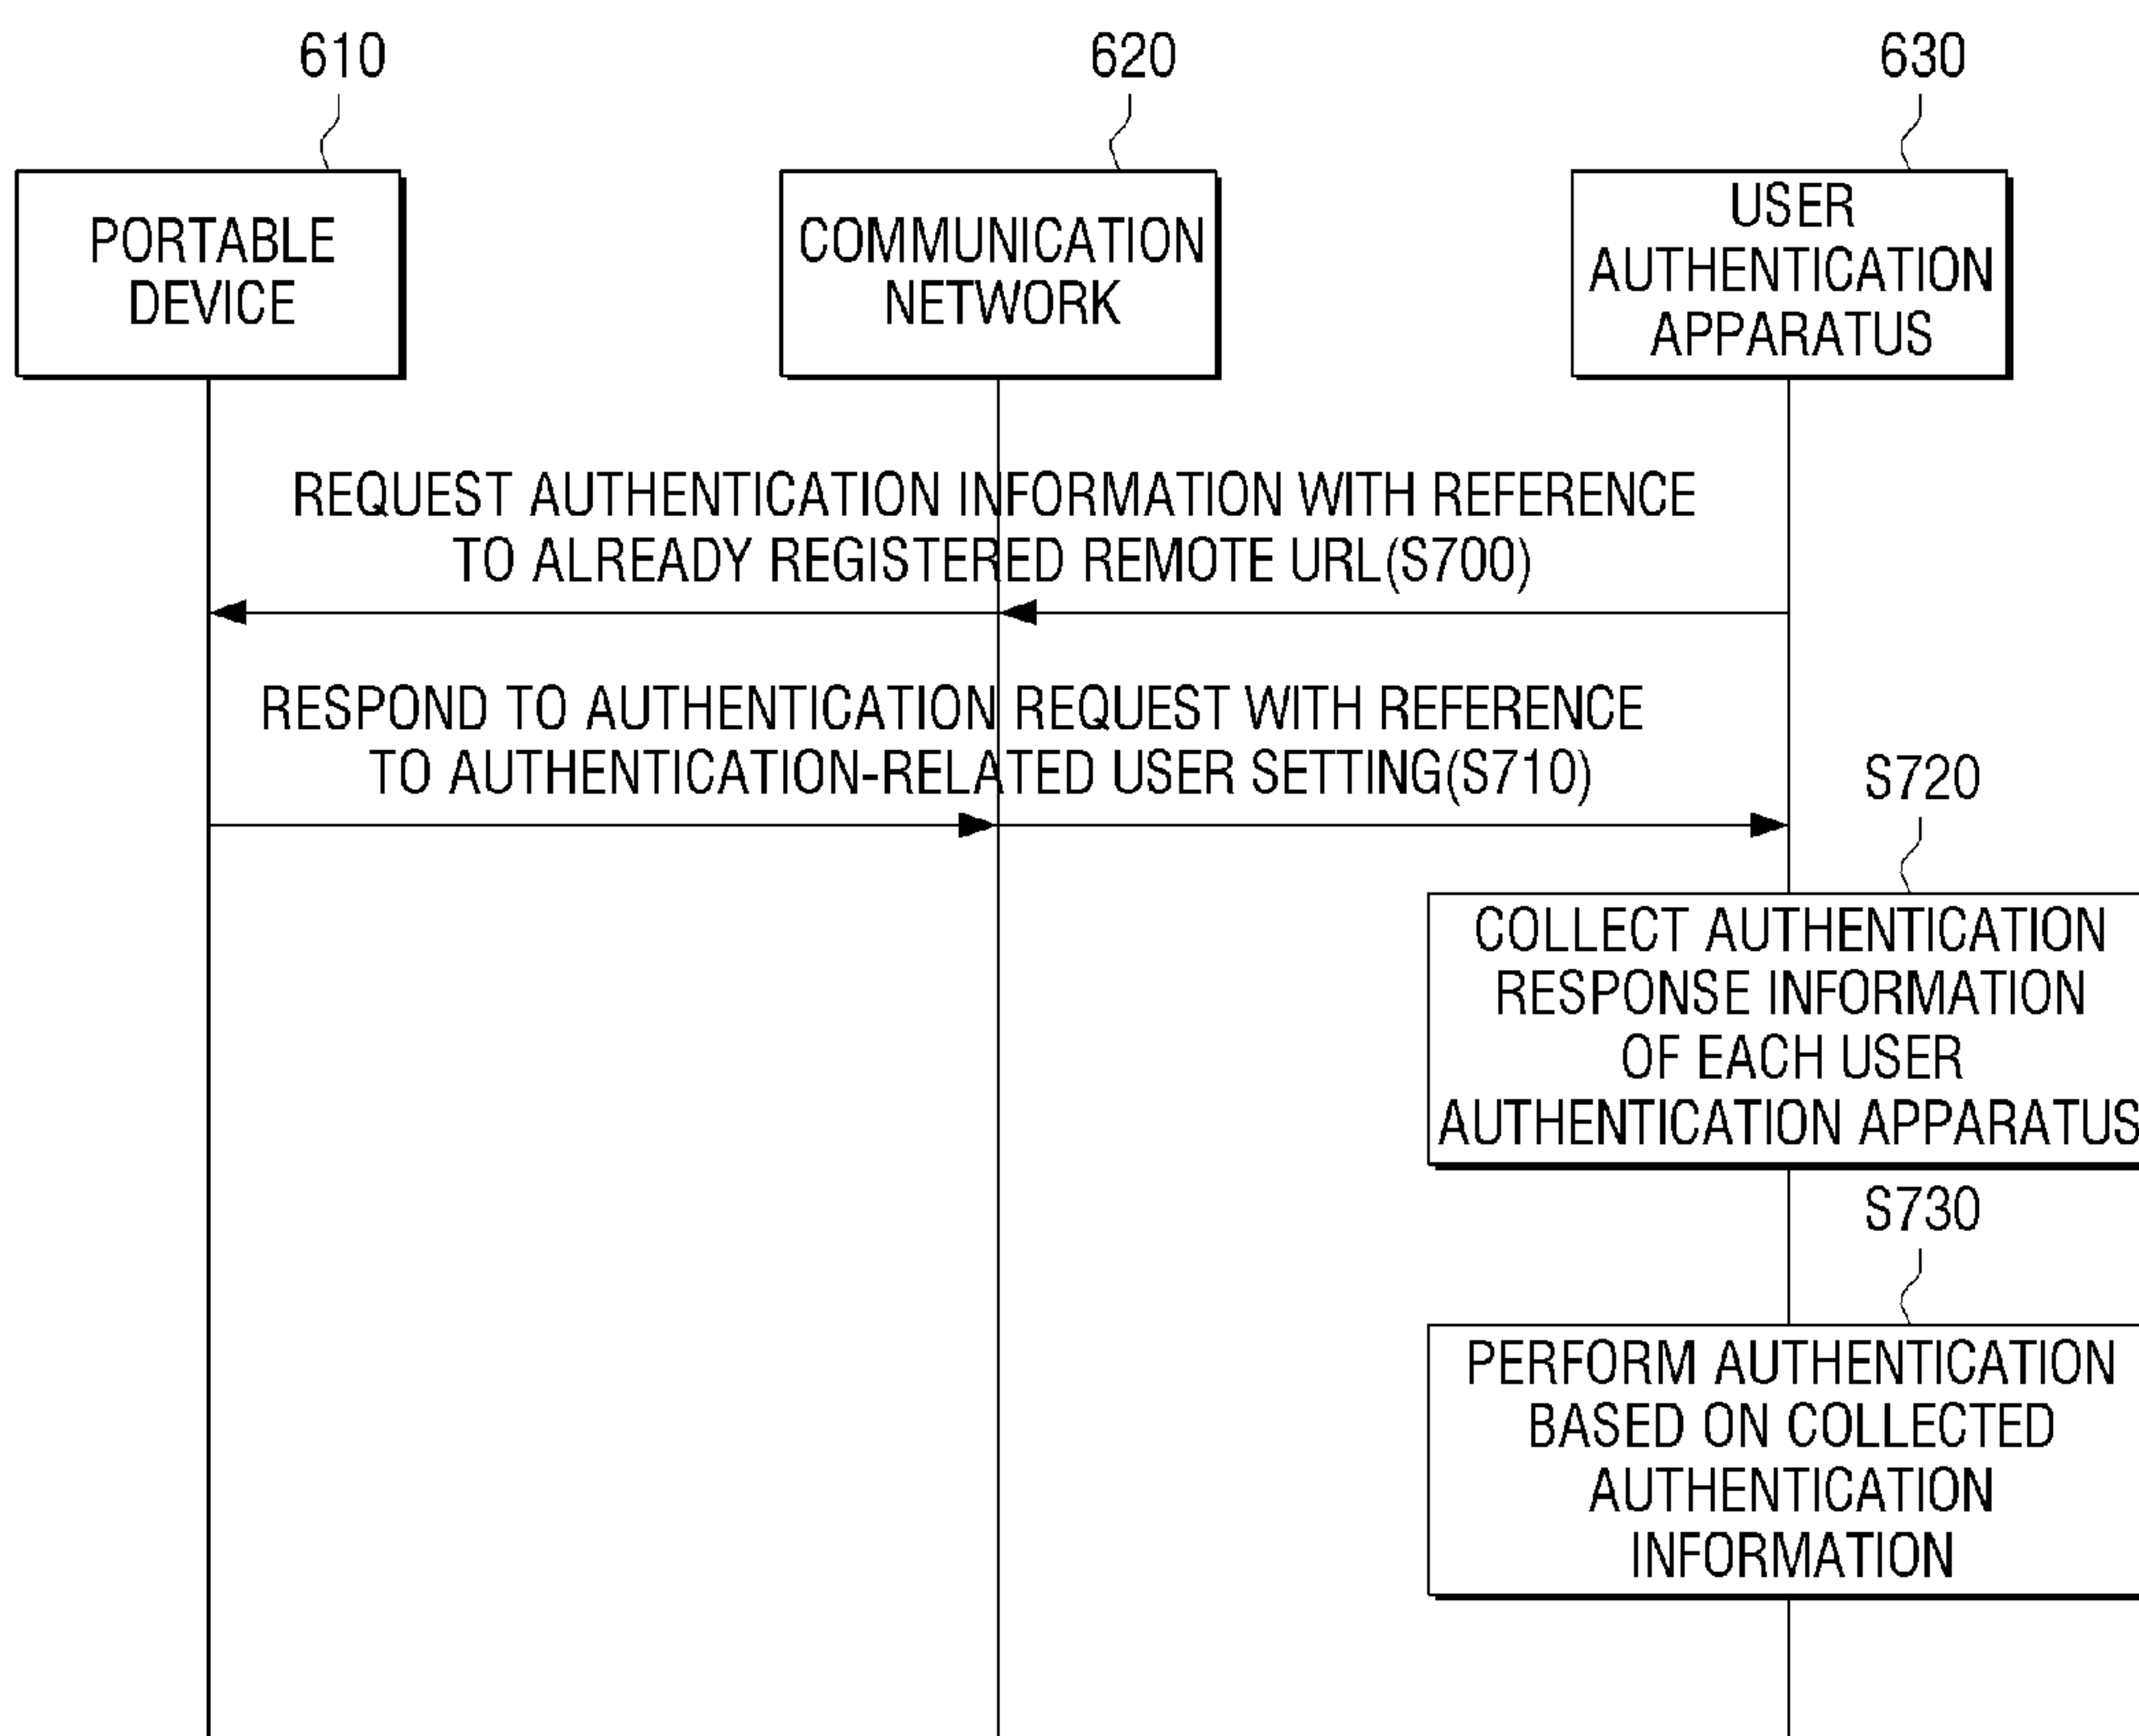 610
620
630
PORTABLE
DEVICE
COMMUNICATION
NETWORK
USER
AUTHENTICATION
APPARATUS
REQUEST AUTHENTICATION INFORMATION WITH REFERENCE
TO ALREADY REGISTERED REMOTE URL(S700)
RESPOND TO AUTHENTICATION REQUEST WITH REFERENCE
TO AUTHENTICATION-RELATED USER SETTING(S710)
S720
COLLECT AUTHENTICATION
RESPONSE INFORMATION
OF EACH USER
AUTHENTICATION APPARATUS
S730
PERFORM AUTHENTICATION
BASED ON COLLECTED
AUTHENTICATION
INFORMATION